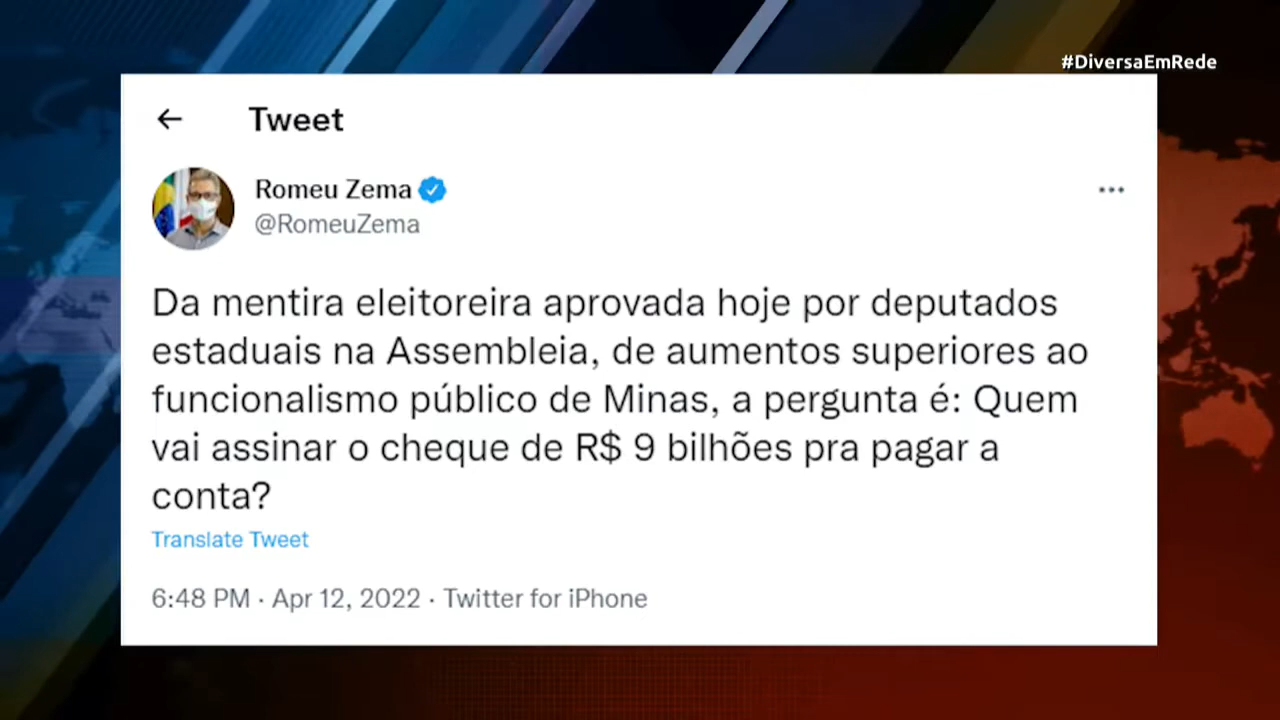 #DiversaEmRede
Tweet
Romeu Zema
@RomeuZema
Da mentira eleitoreira aprovada hoje por deputados
estaduais na Assembleia, de aumentos superiores ao
funcionalismo público de Minas, a pergunta é: Quem
vai assinar o cheque de R$ 9 bilhões pra pagar a
conta?
Translate Tweet
6:48 PM · Apr 12, 2022 · Twitter for iPhone